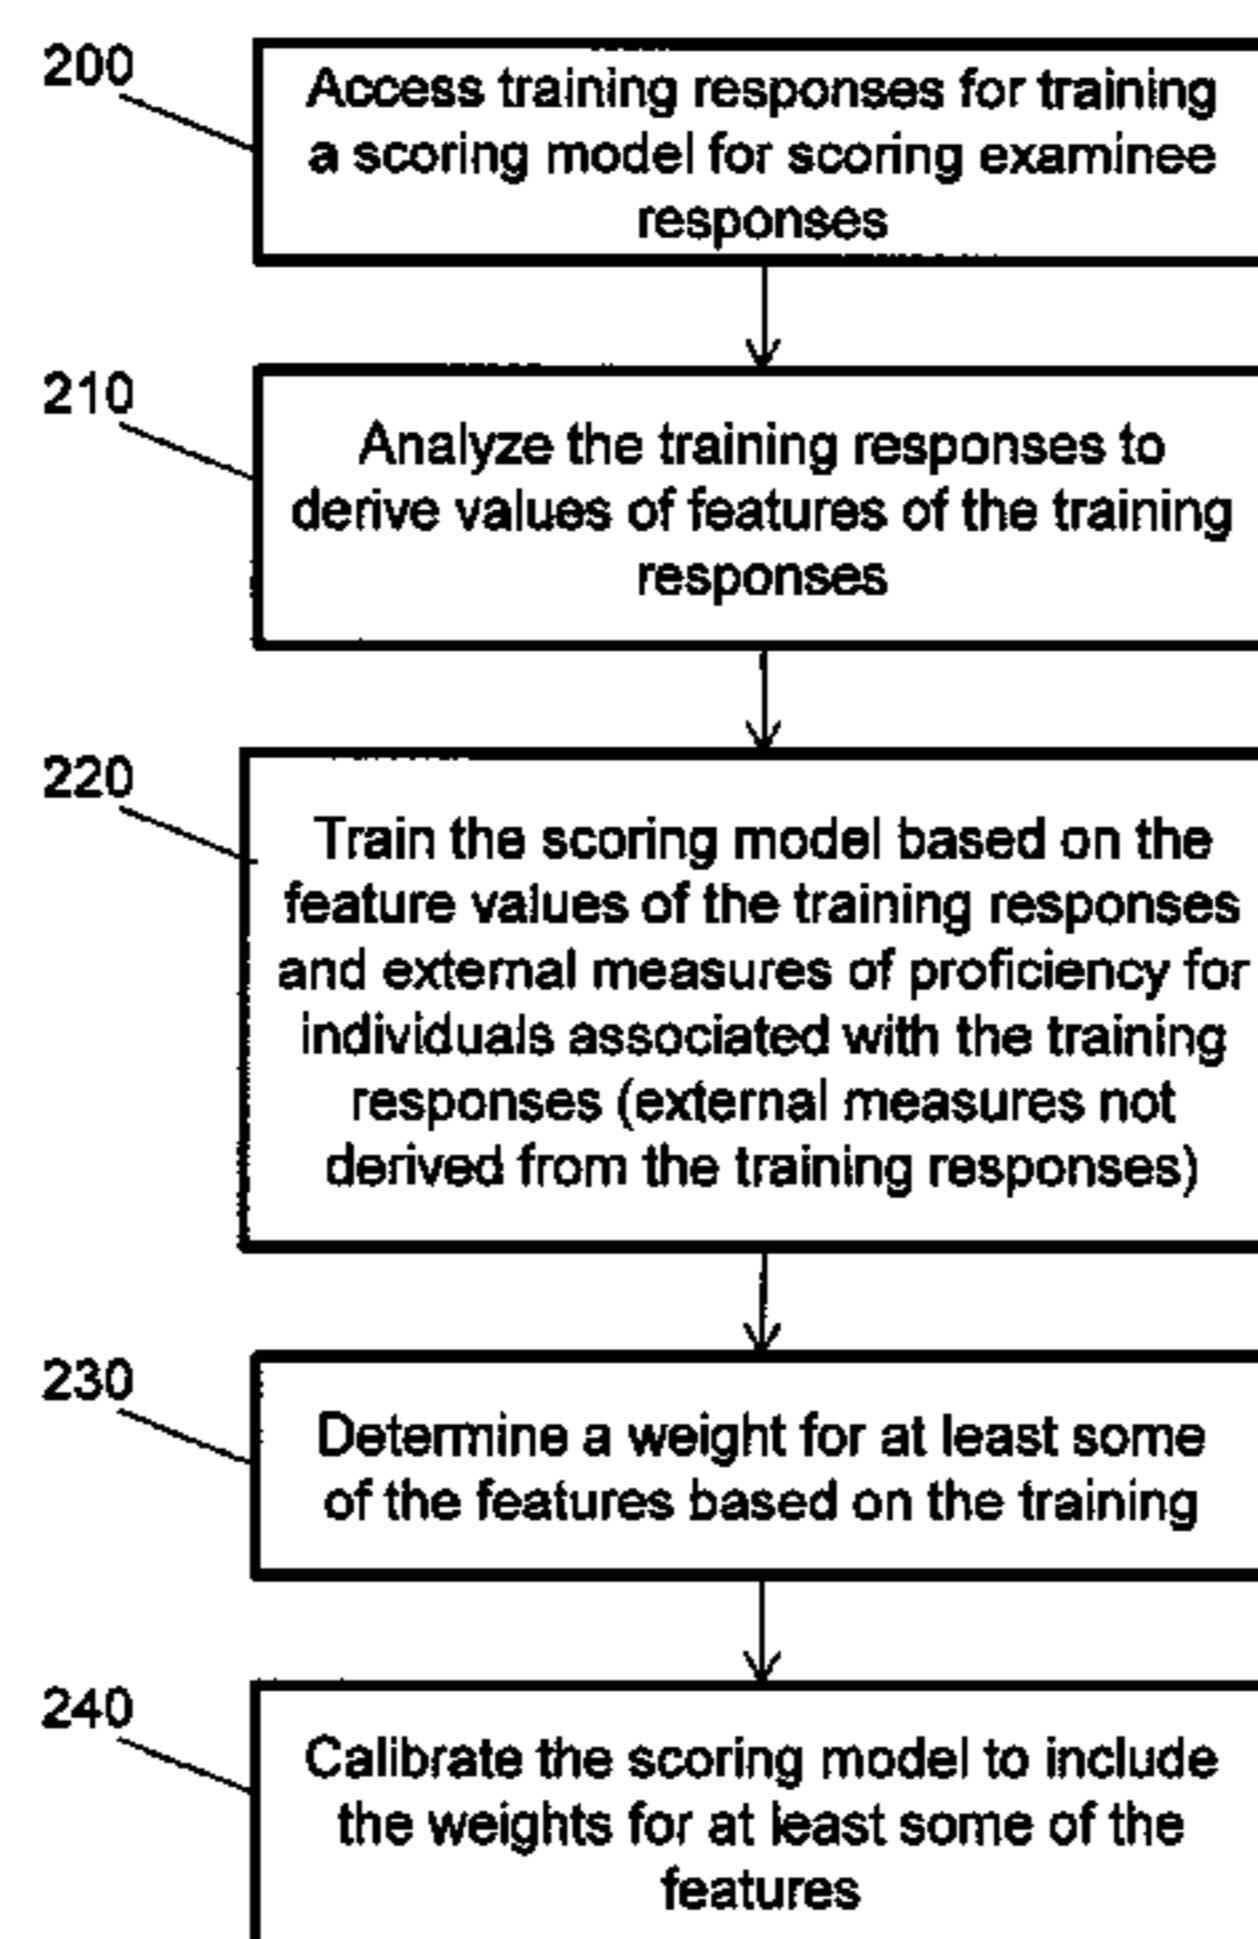 200
Access training responses for training
a scoring model for scoring examinee
responses
210
Analyze the training responses to
derive values of features of the training
responses
220
Train the scoring model based on the
feature values of the training responses
and external measures of proficiency for
individuals associated with the training
responses (external measures not
derived from the training responses)
230
Determine a weight for at least some
of the features based on the training
240
Calibrate the scoring model to include
the weights for at least some of the
features